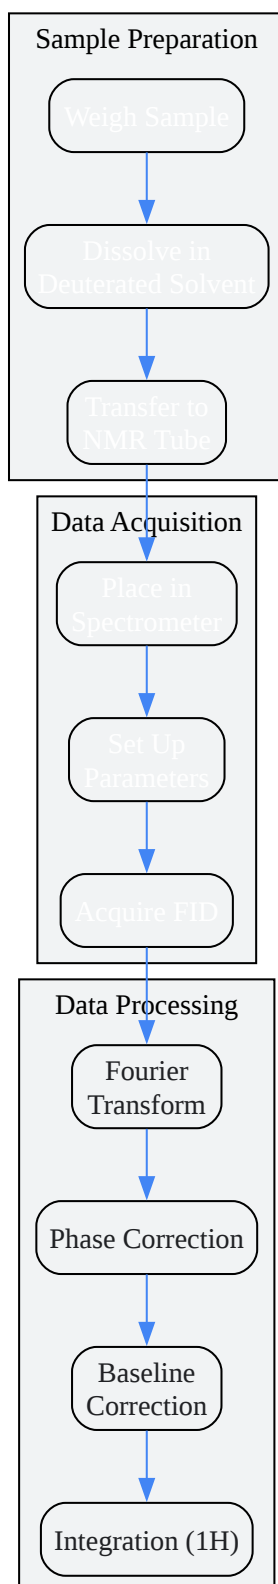 Sample Preparation
Weigh Sample
Dissolve in
Deuterated Solvent
Transfer to
NMR Tube
Data Acquisition
Place in
Spectrometer
Set Up
Parameters
Acquire FID
Data Processing
Fourier
Transform
Phase Correction
Baseline
Correction
Integration (1H)